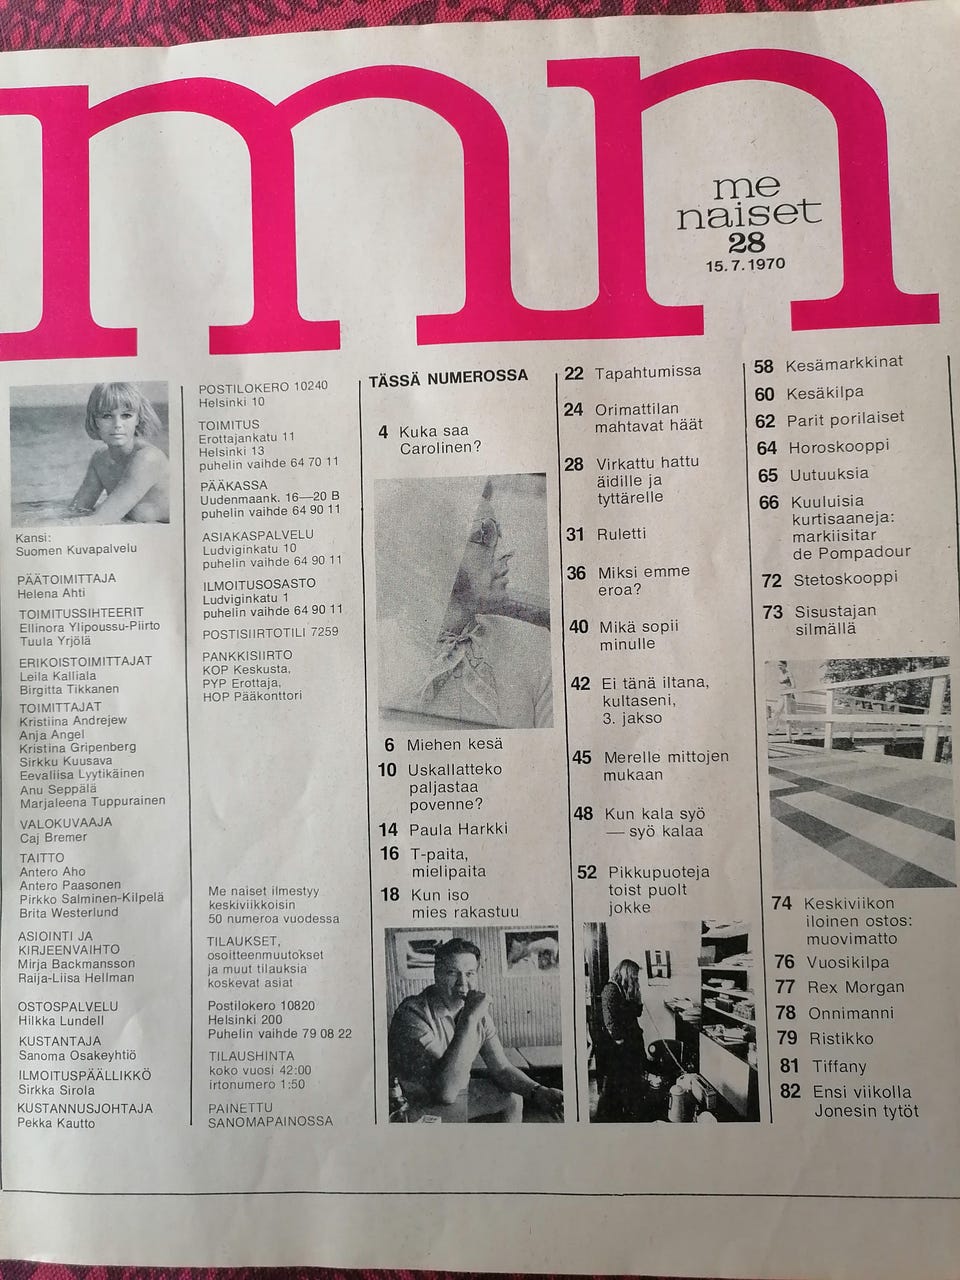 mn
me
naiset
28
15.7.1970
Kansi:
Suomen Kuvapalvelu
PÄÄTOIMITTAJA
Helena Ahti
TOIMITUSSIHTEERIT
Ellinora Ylipoussu-Piirto
Tuula Yrjölä
ERIKOISTOIMITTAJAT
Leila Kalliala
Birgitta Tikkanen
TOIMITTAJAT
Kristiina Andrejew
Anja Angel
Kristina Gripenberg
Sirkku Kuusava
Eevaliisa Lyytikäinen
Anu Seppälä
Marjaleena Tuppurainen
VALOKUVAAJA
Caj Bremer
TAITTO
Antero Aho
Antero Paasonen
Pirkko Salminen-Kilpelä
Brita Westerlund
ASIOINTI JA
KIRJEENVAIHTO
Mirja Backmansson
Raija-Liisa Hellman
OSTOSPALVELU
Hilkka Lundell
KUSTANTAJA
Sanoma Osakeyhtiö
ILMOITUSPÄÄLLIKKÖ
Sirkka Sirola
KUSTANNUSJOHTAJA
Pekka Kautto
POSTILOKERO 10240
Helsinki 10
TOIMITUS
Erottajankatu 11
Helsinki 13
puhelin vaihde 64 70 11
PÄÄKASSA
Uudenmaank. 16—20 B
puhelin vaihde 64 90 11
ASIAKASPALVELU
Ludviginkatu 10
puhelin vaihde 64 90 11
ILMOITUSOSASTO
Ludviginkatu 1
puhelin vaihde 64 90 11
POSTISIIRTOTILI 7259
PANKKISIIRTO
KOP Keskusta,
PYP Erottaja,
HOP Pääkonttori
Me naiset ilmestyy
keskiviikkoisin
50 numeroa vuodessa
TILAUKSET,
osoitteenmuutokset
ja muut tilauksia
koskevat asiat
Postilokero 10820
Helsinki 200
Puhelin vaihde 79 08 22
TILAUSHINTA
koko vuosi 42:00
irtonumero 1:50
PAINETTU
SANOMAPAINOSSA
TÄSSÄ NUMEROSSA
4 Kuka saa
Carolinen?
6 Miehen kesä
10 Uskallatteko
paljastaa
povenne?
14 Paula Harkki
16 T-paita,
mielipaita
18 Kun iso
mies rakastuu
22 Tapahtumissa
24 Orimattilan
mahtavat häät
28 Virkattu hattu
äidille ja
tyttärelle
31 Ruletti
36 Miksi emme
eroa?
40 Mikä sopii
minulle
42 Ei tänä iltana,
kultaseni,
3. jakso
45 Merelle mittojen
mukaan
48 Kun kala syö
— syö kalaa
52 Pikkupuoteja
toist puolt
jokke
58 Kesämarkkinat
60 Kesäkilpa
62 Parit porilaiset
64 Horoskooppi
65 Uutuuksia
66 Kuuluisia
kurtisaaneja:
markiisitar
de Pompadour
72 Stetoskooppi
73 Sisustajan
silmällä
74 Keskiviikon
iloinen ostos:
muovimatto
76 Vuosikilpa
77 Rex Morgan
78 Onnimanni
79 Ristikko
81 Tiffany
82 Ensi viikolla
Jonesin tytöt